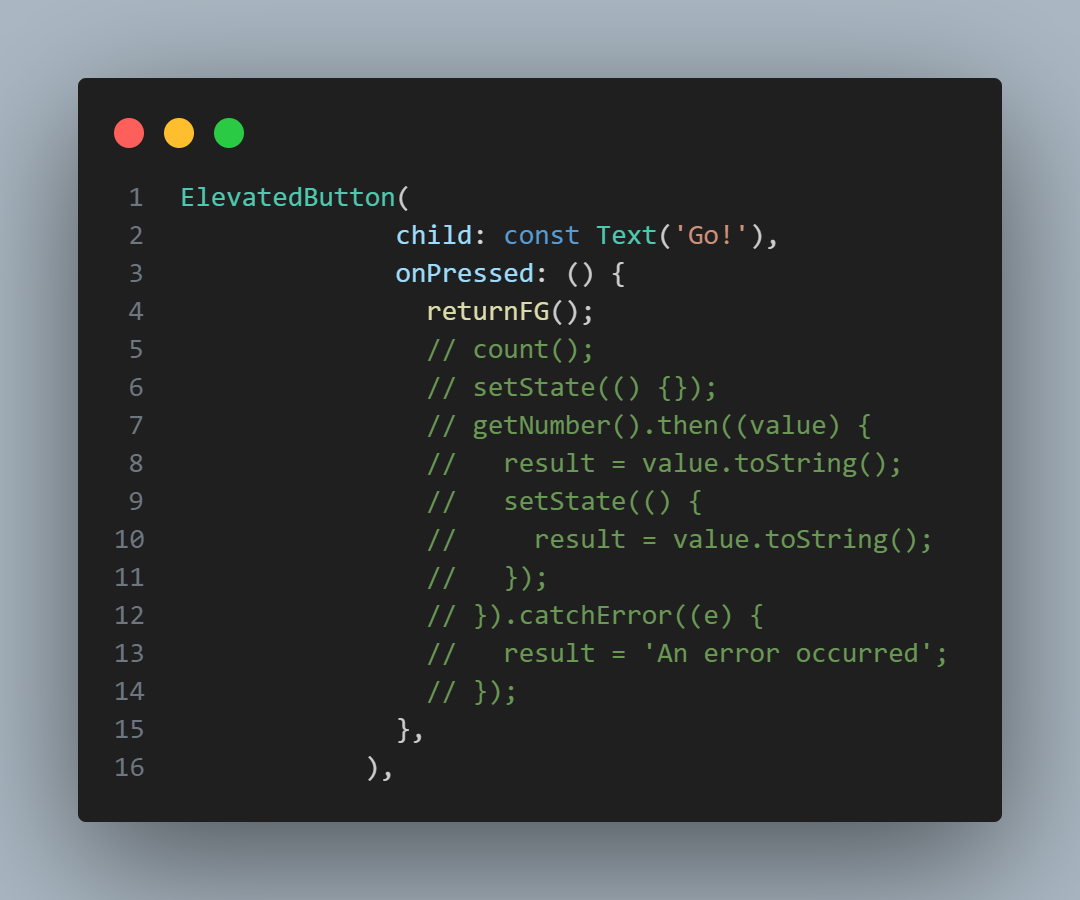 1 ElevatedButton(
2 child: const Text('Go!'),
3 onPressed: () {
4 returnFG();
5 // count();
6 // setState(() {});
7 // getNumber().then((value) {
8 //   result = value.toString();
9 //   setState(() {
10 //     result = value.toString();
11 //   });
12 // }).catchError((e) {
13 //   result = 'An error occurred';
14 // });
15 },
16 ),